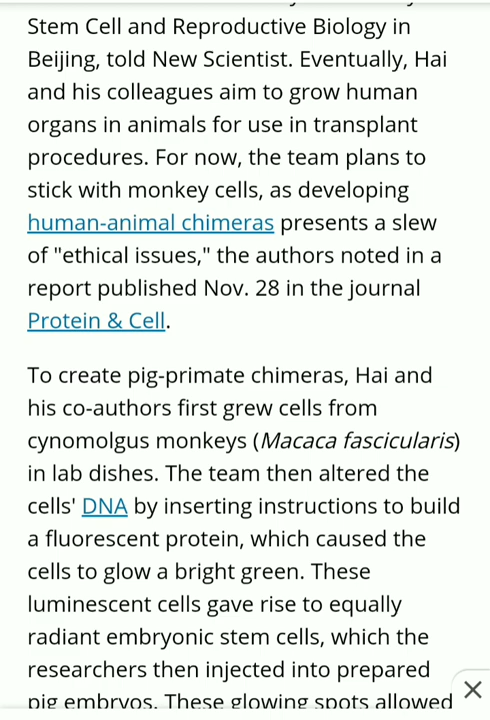 Stem Cell and Reproductive Biology in
Beijing, told New Scientist. Eventually, Hai
and his colleagues aim to grow human
organs in animals for use in transplant
procedures. For now, the team plans to
stick with monkey cells, as developing
human-animal chimeras presents a slew
of "ethical issues," the authors noted in a
report published Nov. 28 in the journal
Protein & Cell.
To create pig-primate chimeras, Hai and
his co-authors first grew cells from
cynomolgus monkeys (Macaca fascicularis)
in lab dishes. The team then altered the
cells' DNA by inserting instructions to build
a fluorescent protein, which caused the
cells to glow a bright green. These
luminescent cells gave rise to equally
radiant embryonic stem cells, which the
researchers then injected into prepared
pig embryos. These glowing spots allowed